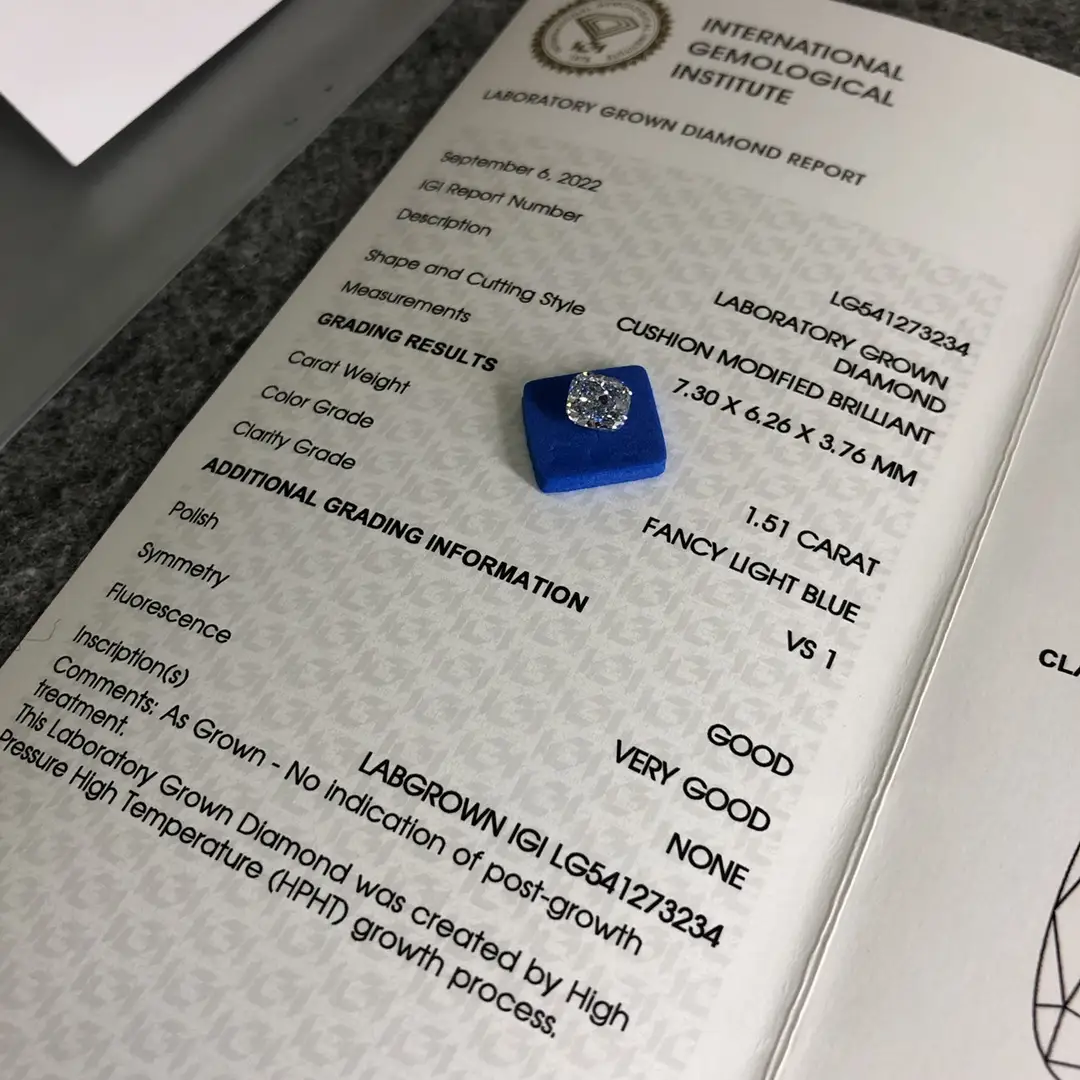 INTERNATIONAL
GEMOLOGICAL
INSTITUTE
LABORATORY GROWN DIAMOND REPORT
September 6, 2022
IGI Report Number LG541273234
Description LABORATORY GROWN
DIAMOND
Shape and Cutting Style CUSHION MODIFIED BRILLIANT
Measurements 7.30 X 6.26 X 3.76 MM
GRADING RESULTS
Carat Weight 1.51 CARAT
Color Grade FANCY LIGHT BLUE
Clarity Grade VS 1
ADDITIONAL GRADING INFORMATION
Polish GOOD
Symmetry VERY GOOD
Fluorescence NONE
Inscription(s) LABGROWN IGI LG541273234
Comments: As Grown - No indication of post-growth
treatment.
This Laboratory Grown Diamond was created by High
Pressure High Temperature (HPHT) growth process.
CLA